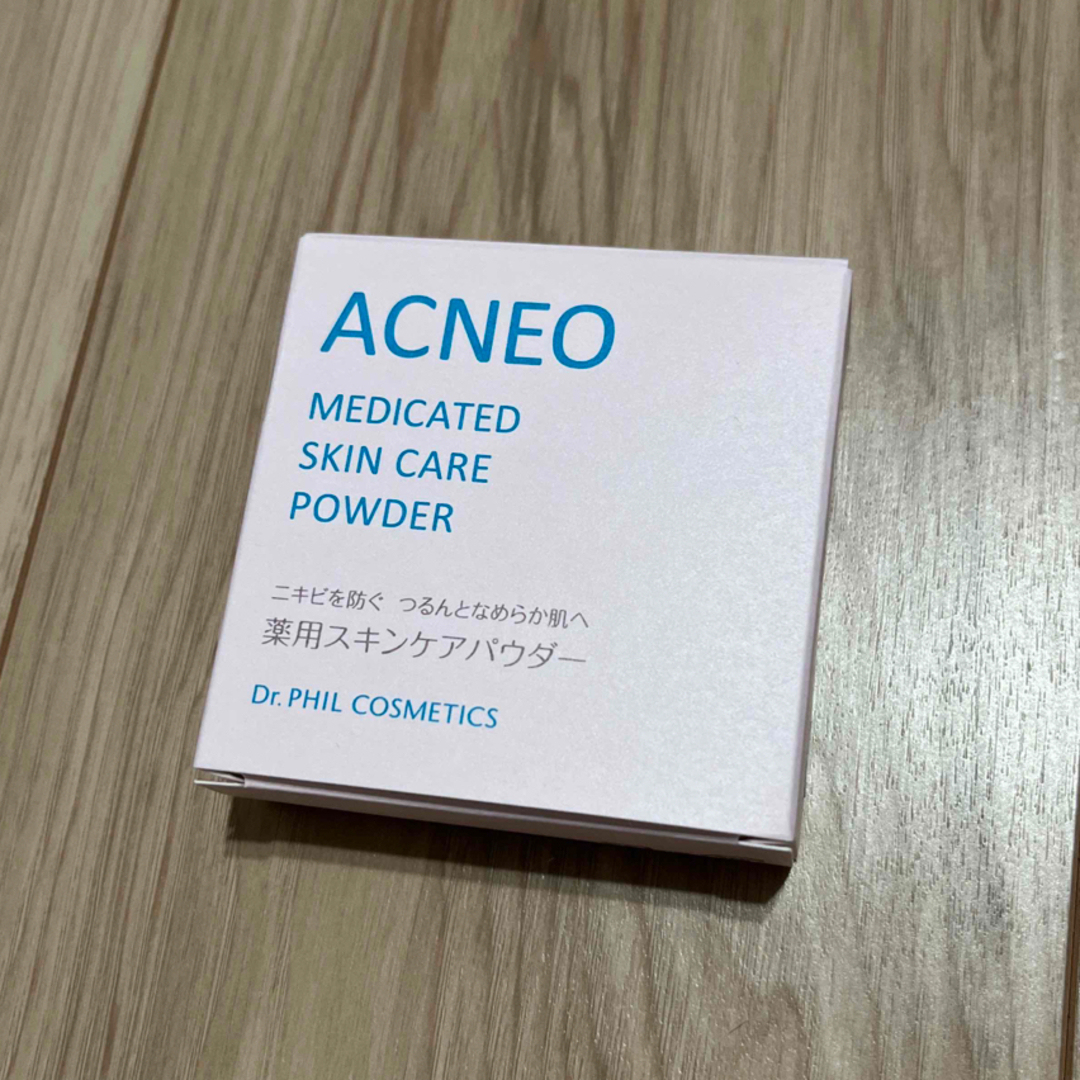 ACNEO
MEDICATED
SKIN CARE
POWDER
ニキビを防ぐ つるんとなめらか肌へ
薬用スキンケアパウダー
Dr. PHIL COSMETICS